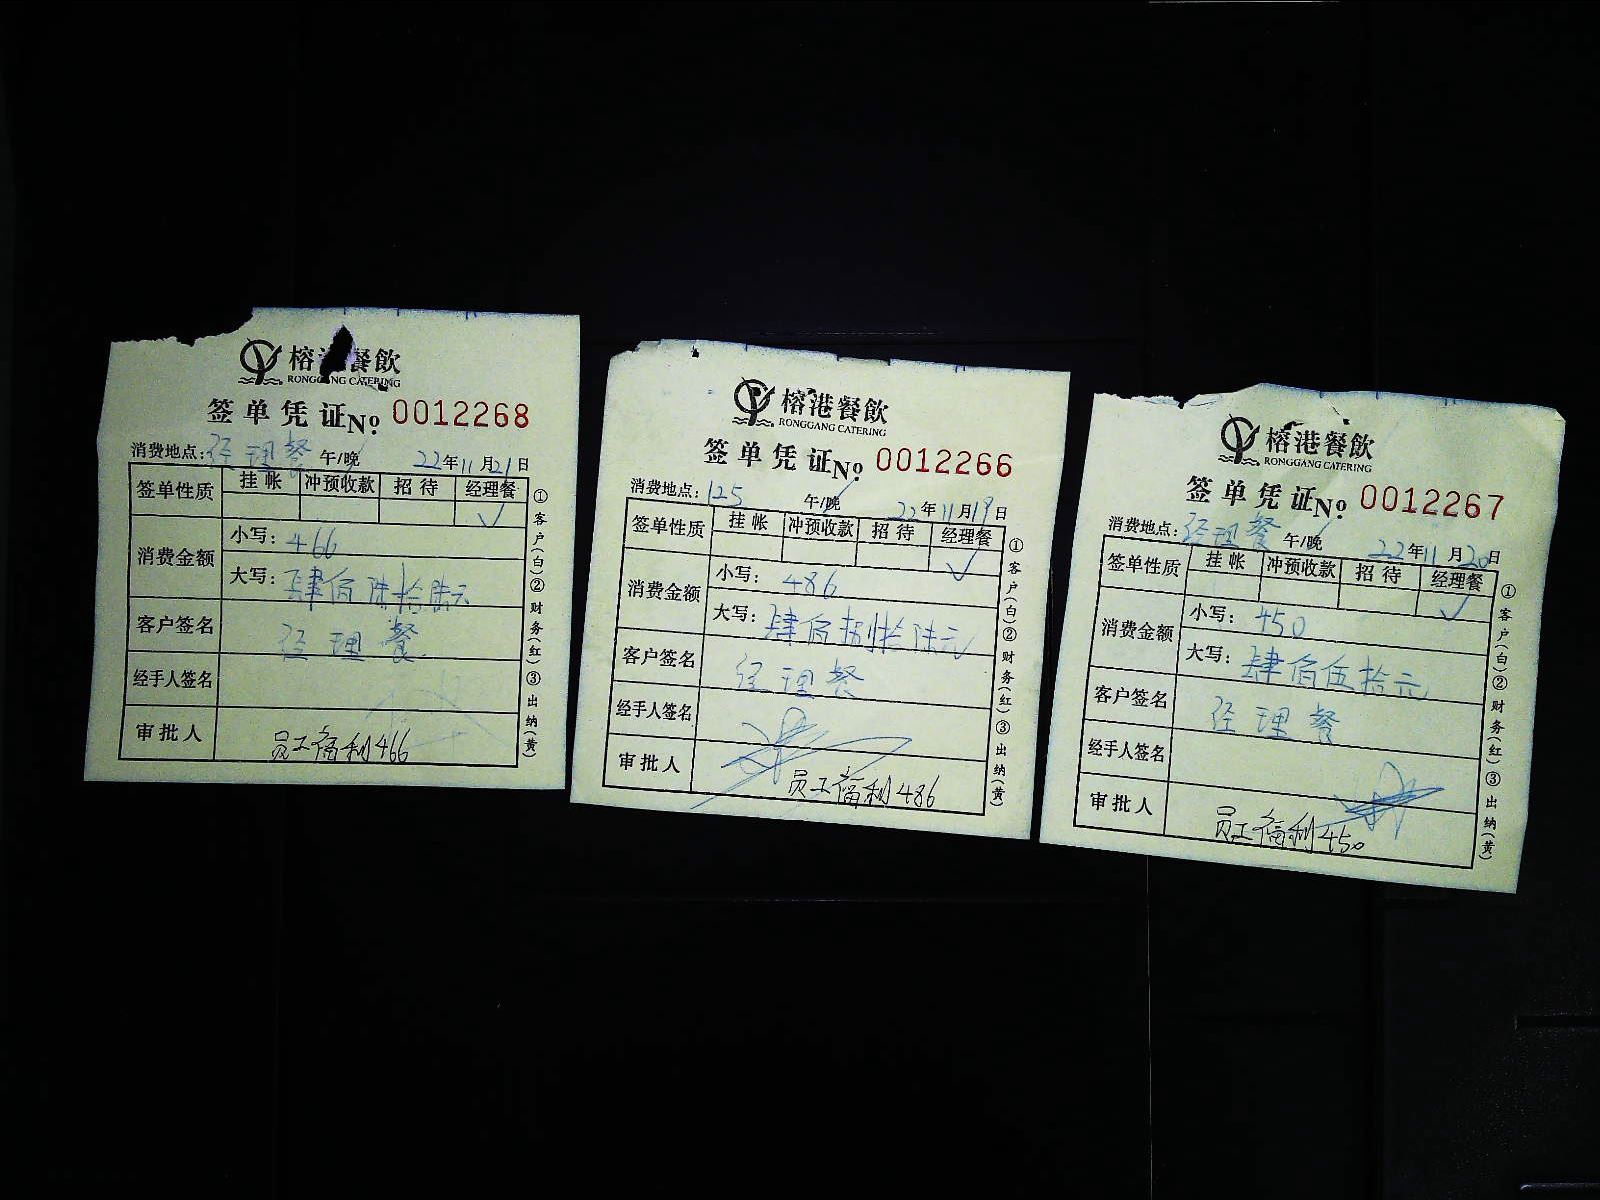 榕港餐飲
RONGGANG CATERING
签单凭证 No. 0012268
消费地点: 经理餐 午/晚 22年11月21日
签单性质 挂帐 冲预收款 招待 经理餐
✓
消费金额 小写: 466
大写: 肆佰陆拾陆元
客户签名 经理餐
经手人签名
审批人 员工福利466
①客户(白)②财务(红)③出纳(黄)
榕港餐飲
RONGGANG CATERING
签单凭证 No. 0012266
消费地点: 125 午/晚 22年11月19日
签单性质 挂帐 冲预收款 招待 经理餐
✓
消费金额 小写: 486
大写: 肆佰捌拾陆元
客户签名 经理餐
经手人签名
审批人 员工福利486
①客户(白)②财务(红)③出纳(黄)
榕港餐飲
RONGGANG CATERING
签单凭证 No. 0012267
消费地点: 经理餐 午/晚 22年11月20日
签单性质 挂帐 冲预收款 招待 经理餐
✓
消费金额 小写: 450
大写: 肆佰伍拾元
客户签名 经理餐
经手人签名
审批人 员工福利450
①客户(白)②财务(红)③出纳(黄)